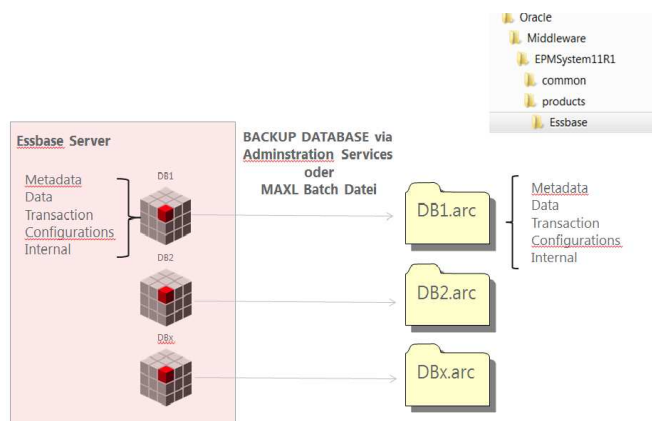 Oracle
Middleware
EPMSystem11R1
common
products
Essbase
Essbase Server
BACKUP DATABASE via
Adminstration Services
oder
MAXL Batch Datei
DB1
Metadata
Data
Transaction
Configurations
Internal
DB1.arc
Metadata
Data
Transaction
Configurations
Internal
DB2
DB2.arc
DBx
DBx.arc